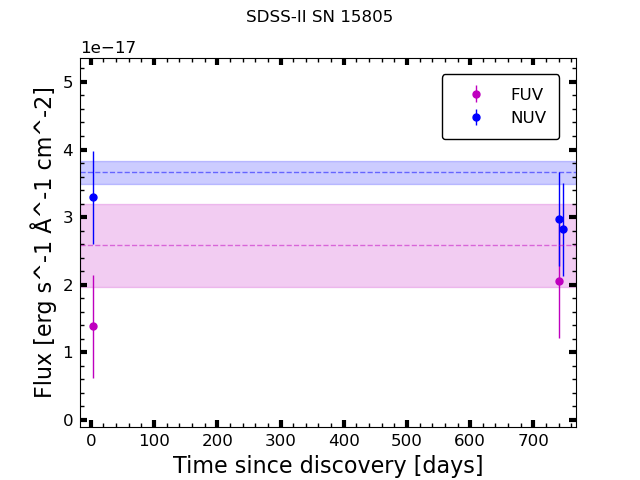 SDSS-II SN 15805
1e−17
Flux [erg s^-1 Å^-1 cm^-2]
5
4
3
2
1
0
FUV
NUV
0 100 200 300 400 500 600 700
Time since discovery [days]